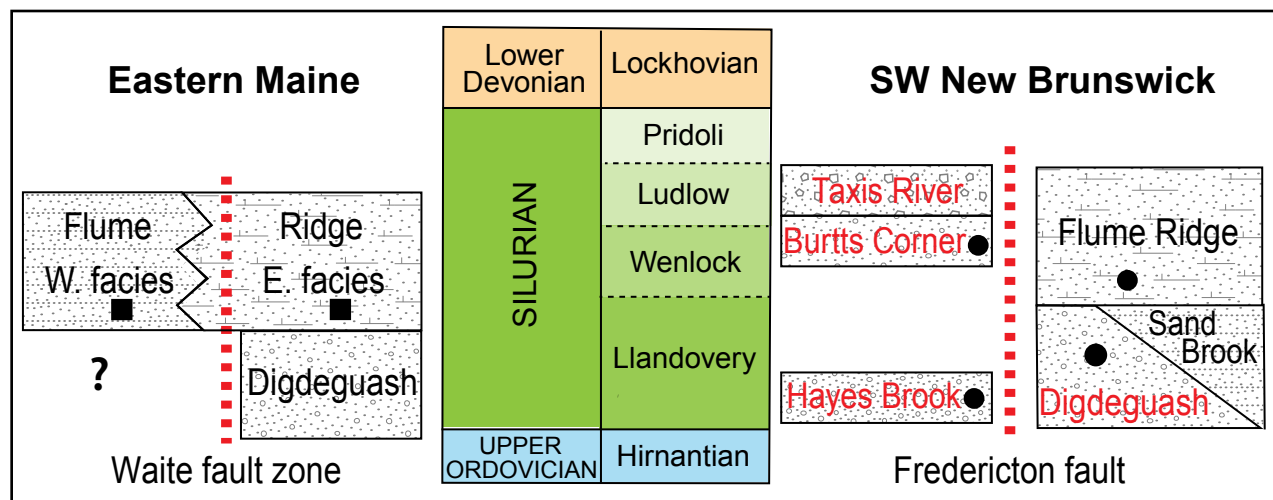 Eastern Maine
Flume Ridge
W. facies E. facies
?
Digdeguash
Waite fault zone
Lower
Devonian
Lockhovian
SILURIAN
Pridoli
Ludlow
Wenlock
Llandovery
UPPER
ORDOVICIAN
Hirnantian
SW New Brunswick
Taxis River
Burtts Corner
Hayes Brook
Flume Ridge
Sand
Brook
Digdeguash
Fredericton fault